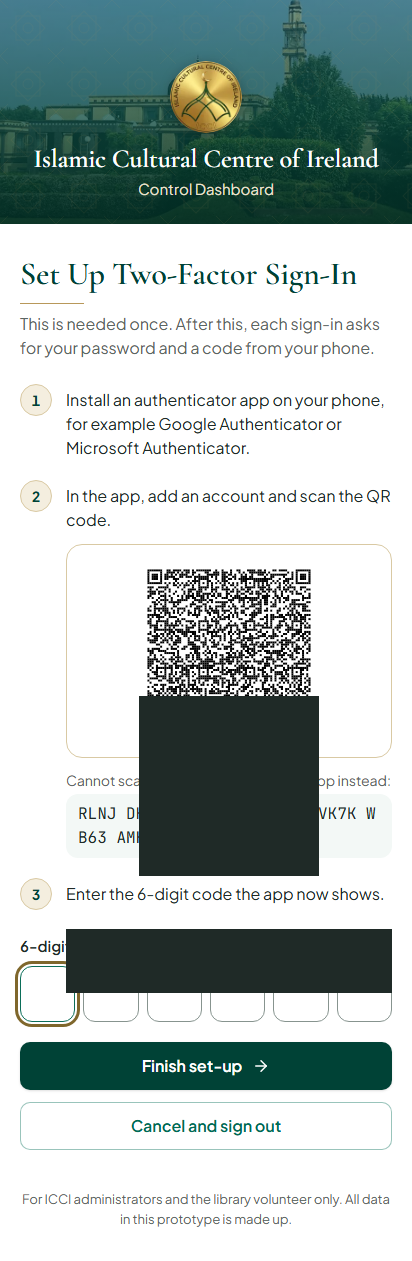 ISLAMIC CULTURAL CENTRE OF IRELAND
Islamic Cultural Centre of Ireland
Control Dashboard
Set Up Two-Factor Sign-In
This is needed once. After this, each sign-in asks
for your password and a code from your phone.
1
Install an authenticator app on your phone,
for example Google Authenticator or
Microsoft Authenticator.
2
In the app, add an account and scan the QR
code.
Cannot instead:
RLNJ VK7K W
B63
3
Enter the 6-digit code the app now shows.
Finish set-up →
Cancel and sign out
For ICCI administrators and the library volunteer only. All data
in this prototype is made up.